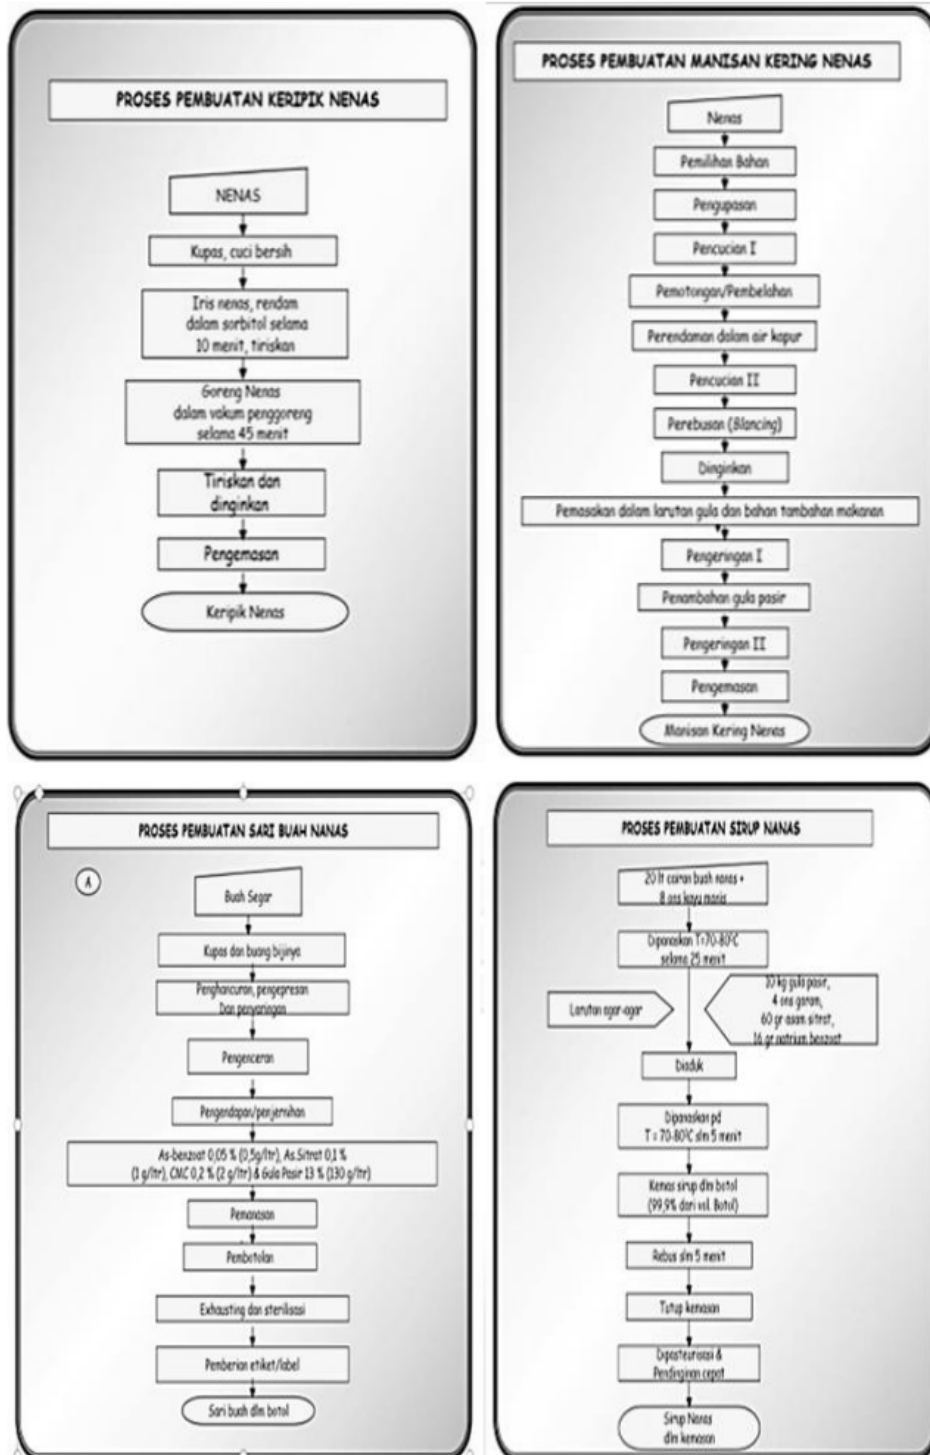 PROSES PEMBUATAN KERIPIK NENAS
NENAS
Kupas, cuci bersih
Iris nenas, rendam
dalam sorbitol selama
10 menit, tiriskan
Goreng Nenas
dalam vakum penggoreng
selama 45 menit
Tiriskan dan
dinginkan
Pengemasan
Keripik Nenas
PROSES PEMBUATAN MANISAN KERING NENAS
Nenas
Pemilihan Bahan
Pengupasan
Pencucian I
Pemotongan/Pembelahan
Perendaman dalam air kapur
Pencucian II
Perebusan (Blancing)
Dinginkan
Pemasakan dalam larutan gula dan bahan tambahan makanan
Pengeringan I
Penambahan gula pasir
Pengeringan II
Pengemasan
Manisan Kering Nenas
PROSES PEMBUATAN SARI BUAH NANAS
A
Buah Segar
Kupas dan buang bijinya
Penghancuran, pengepresan
Dan penyaringan
Pengenceran
Pengendapan/penjernihan
As-benzoat 0,05 % (0,5g/ltr), As.Sitrat 0,1 %
(1 g/ltr), CMC 0,2 % (2 g/ltr) & Gula Pasir 13 % (130 g/ltr)
Pemanasan
Pembotolan
Exhausting dan sterilisasi
Pemberian etiket/label
Sari buah dlm botol
PROSES PEMBUATAN SIRUP NANAS
20 lt cairan buah nanas +
8 ons kayu manis
Dipanaskan T=70-80°C
selama 25 menit
Larutan agar-agar
10 kg gula pasir,
4 ons garam,
60 gr asam sitrat,
16 gr natrium benzoat
Diaduk
Dipanaskan pd
T = 70-80°C slm 5 menit
Kemas sirup dlm botol
(99,9% dari vol. Botol)
Rebus slm 5 menit
Tutup kemasan
Dipasteurisasi &
Pendinginan cepat
Sirup Nanas
dlm kemasan